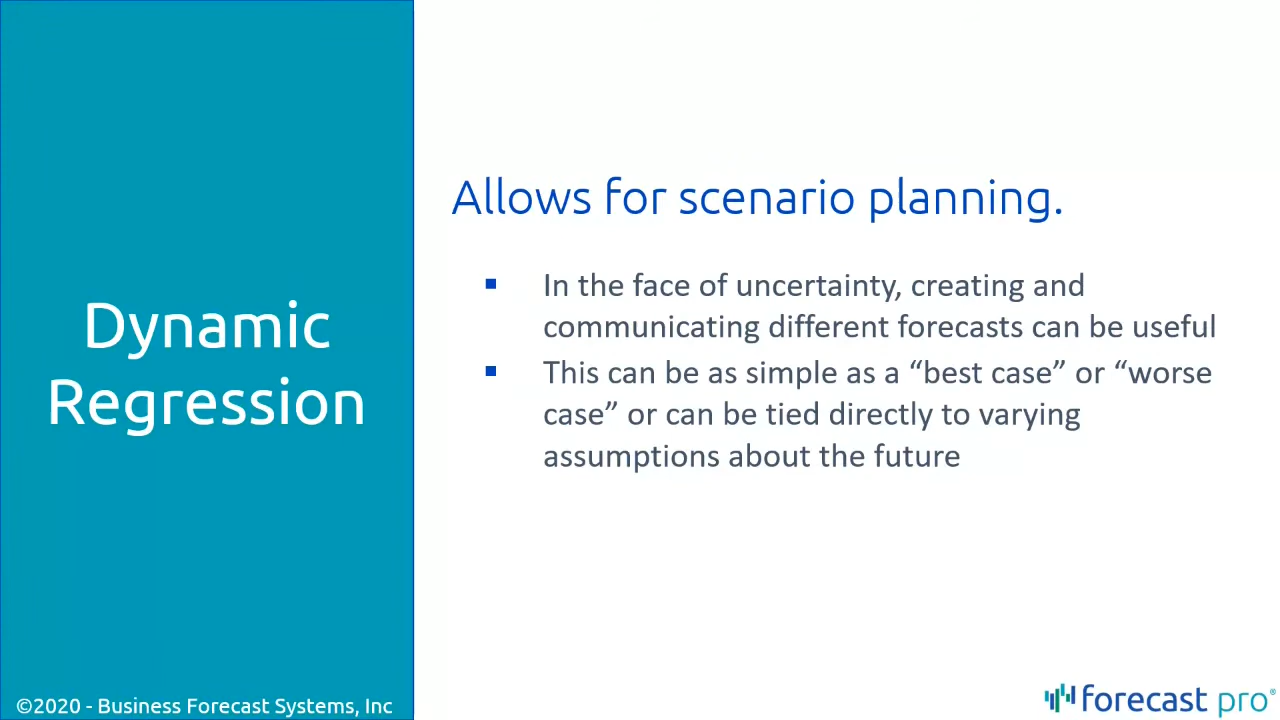 Dynamic
Regression
Allows for scenario planning.
▪ In the face of uncertainty, creating and
communicating different forecasts can be useful
▪ This can be as simple as a “best case” or “worse
case” or can be tied directly to varying
assumptions about the future
©2020 - Business Forecast Systems, Inc
forecast pro®